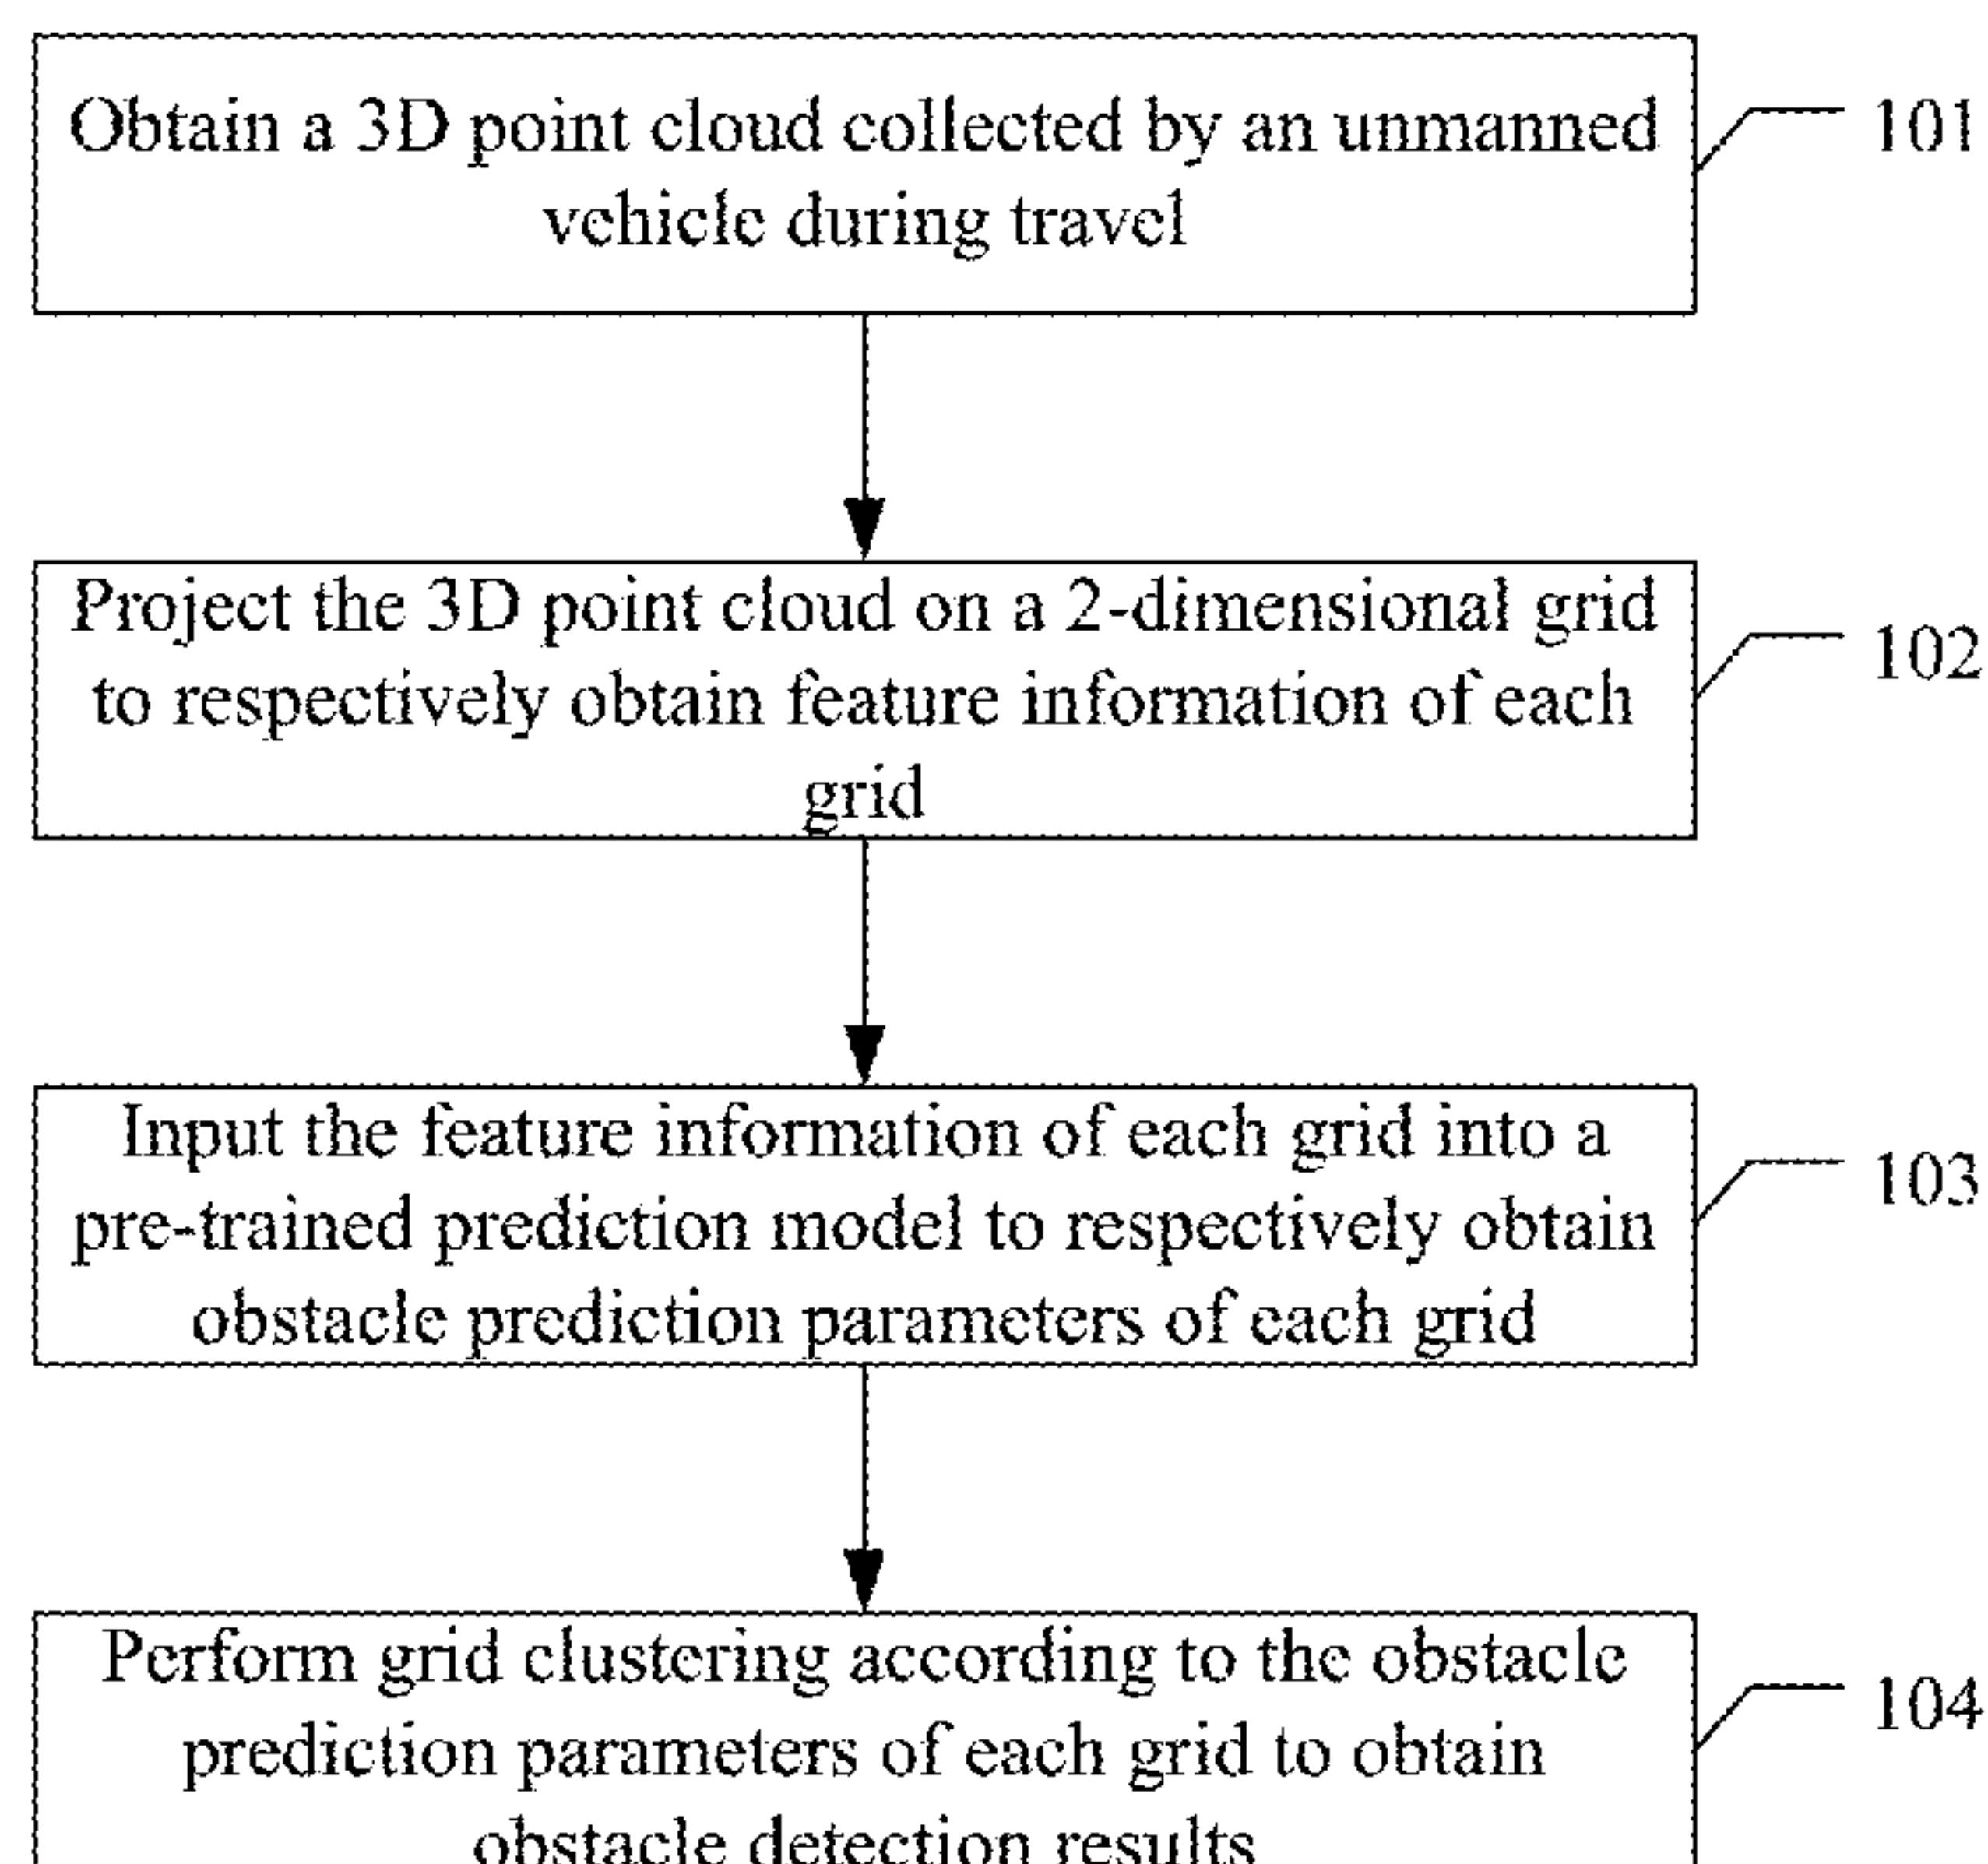 Obtain a 3D point cloud collected by an unmanned
vehicle during travel
101
Project the 3D point cloud on a 2-dimensional grid
to respectively obtain feature information of each
grid
102
Input the feature information of each grid into a
pre-trained prediction model to respectively obtain
obstacle prediction parameters of each grid
103
Perform grid clustering according to the obstacle
prediction parameters of each grid to obtain
obstacle detection results
104